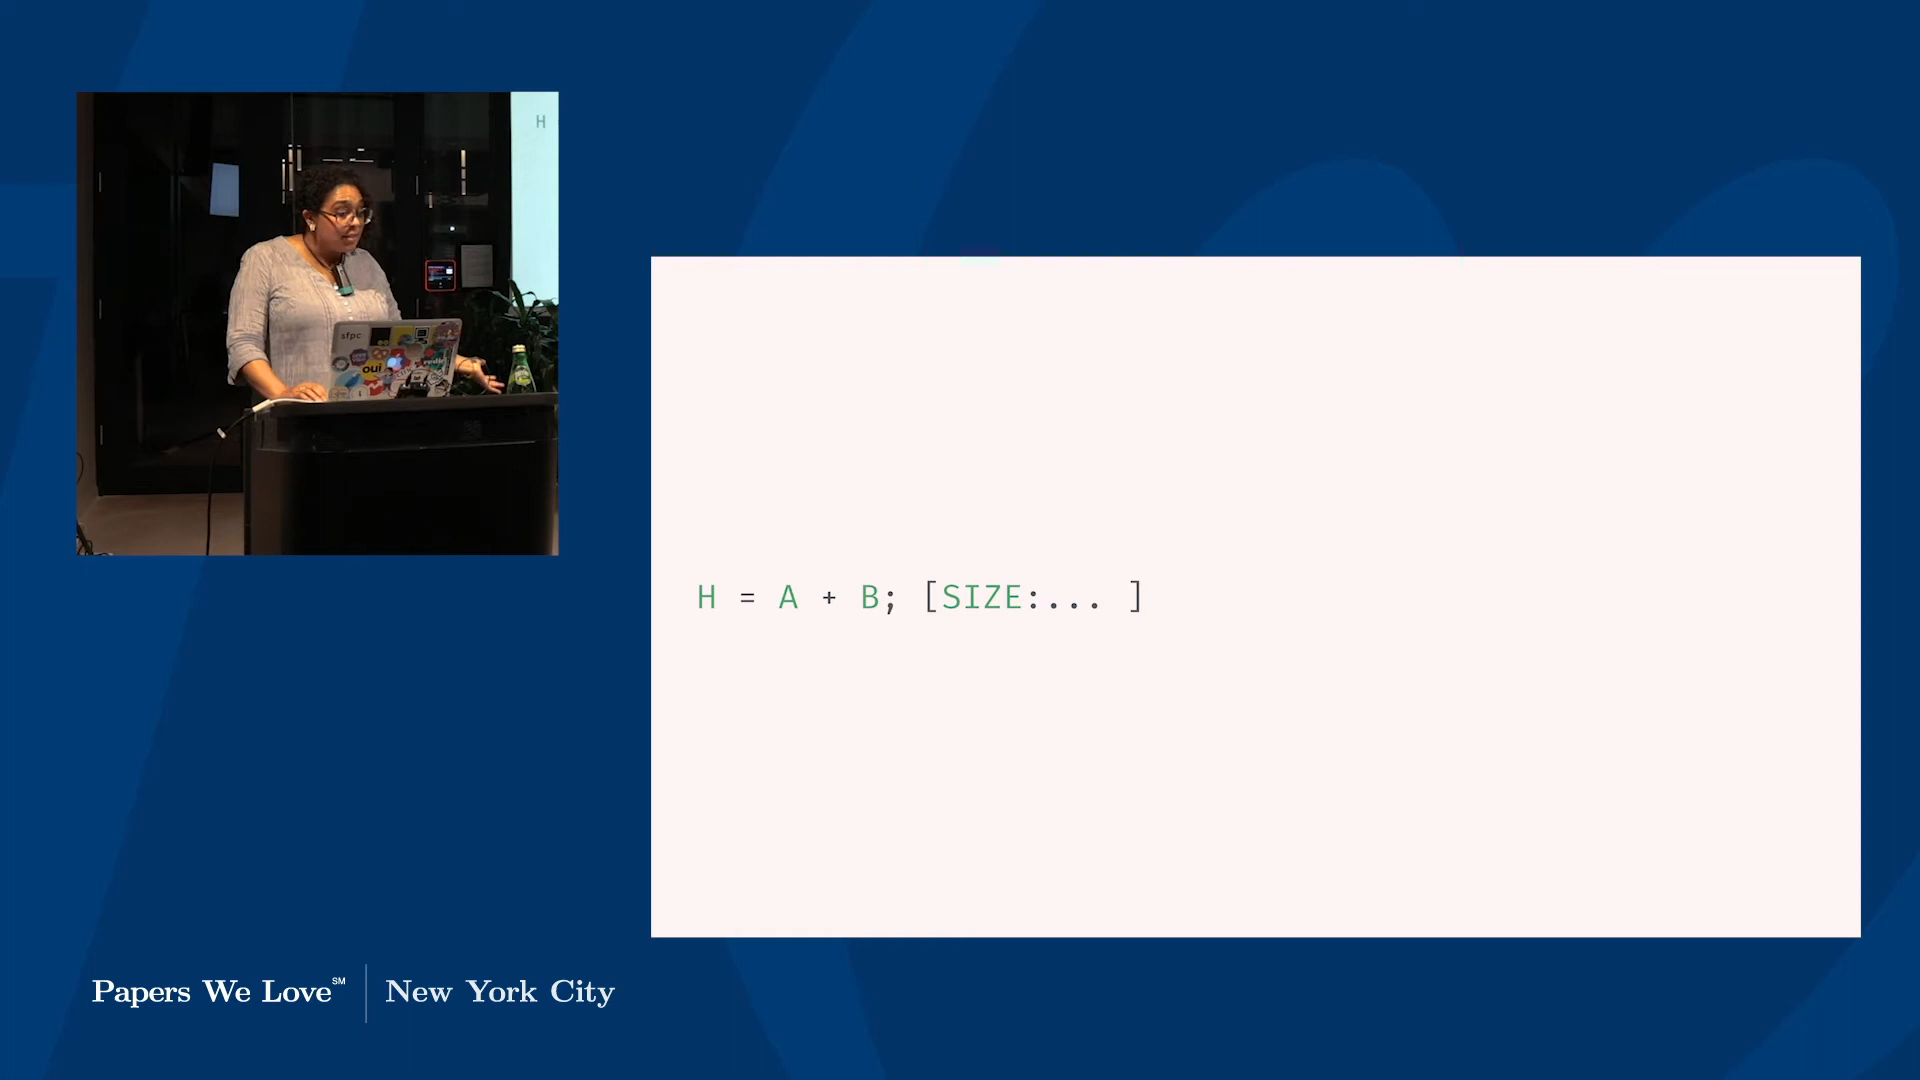 H
sfpc
oui
H = A + B; [SIZE:... ]
Papers We Love℠ | New York City